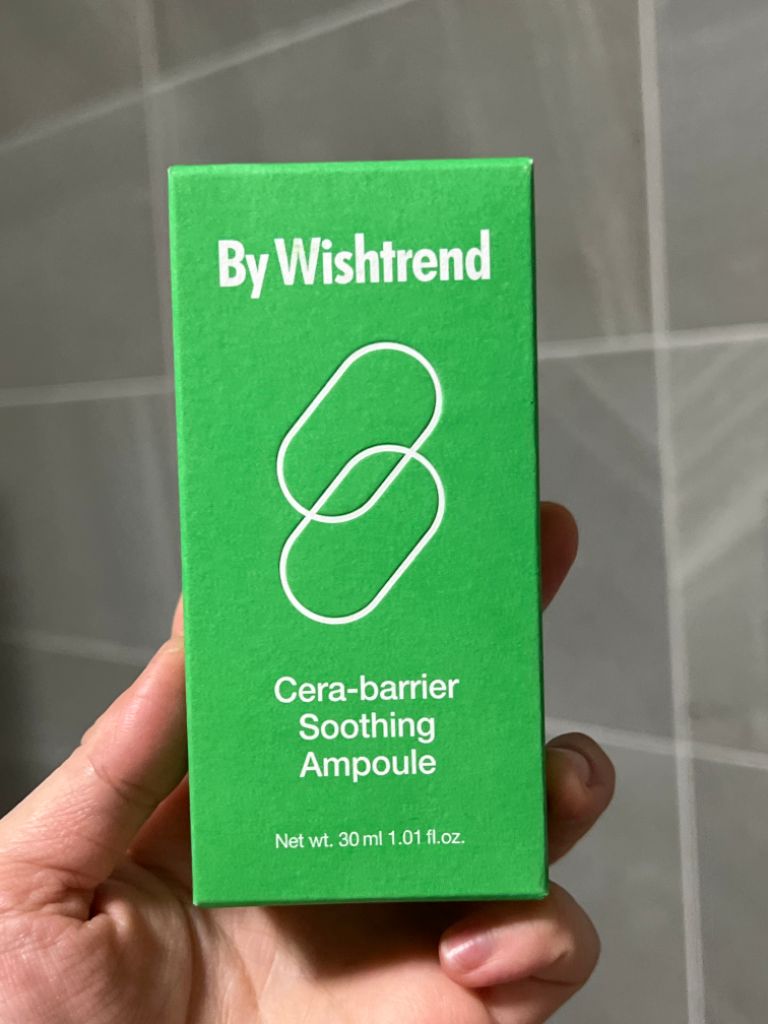 By Wishtrend
Cera-barrier
Soothing
Ampoule
Net wt. 30 ml 1.01 fl.oz.